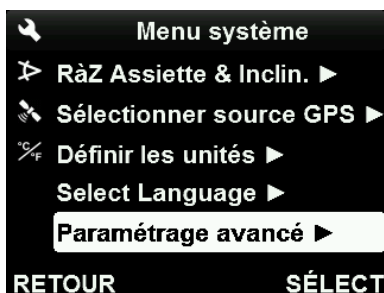 Menu système
RàZ Assiette & Inclin. ►
Sélectionner source GPS ►
°C/°F Définir les unités ►
Select Language ►
Paramétrage avancé ►
RETOUR SÉLECT